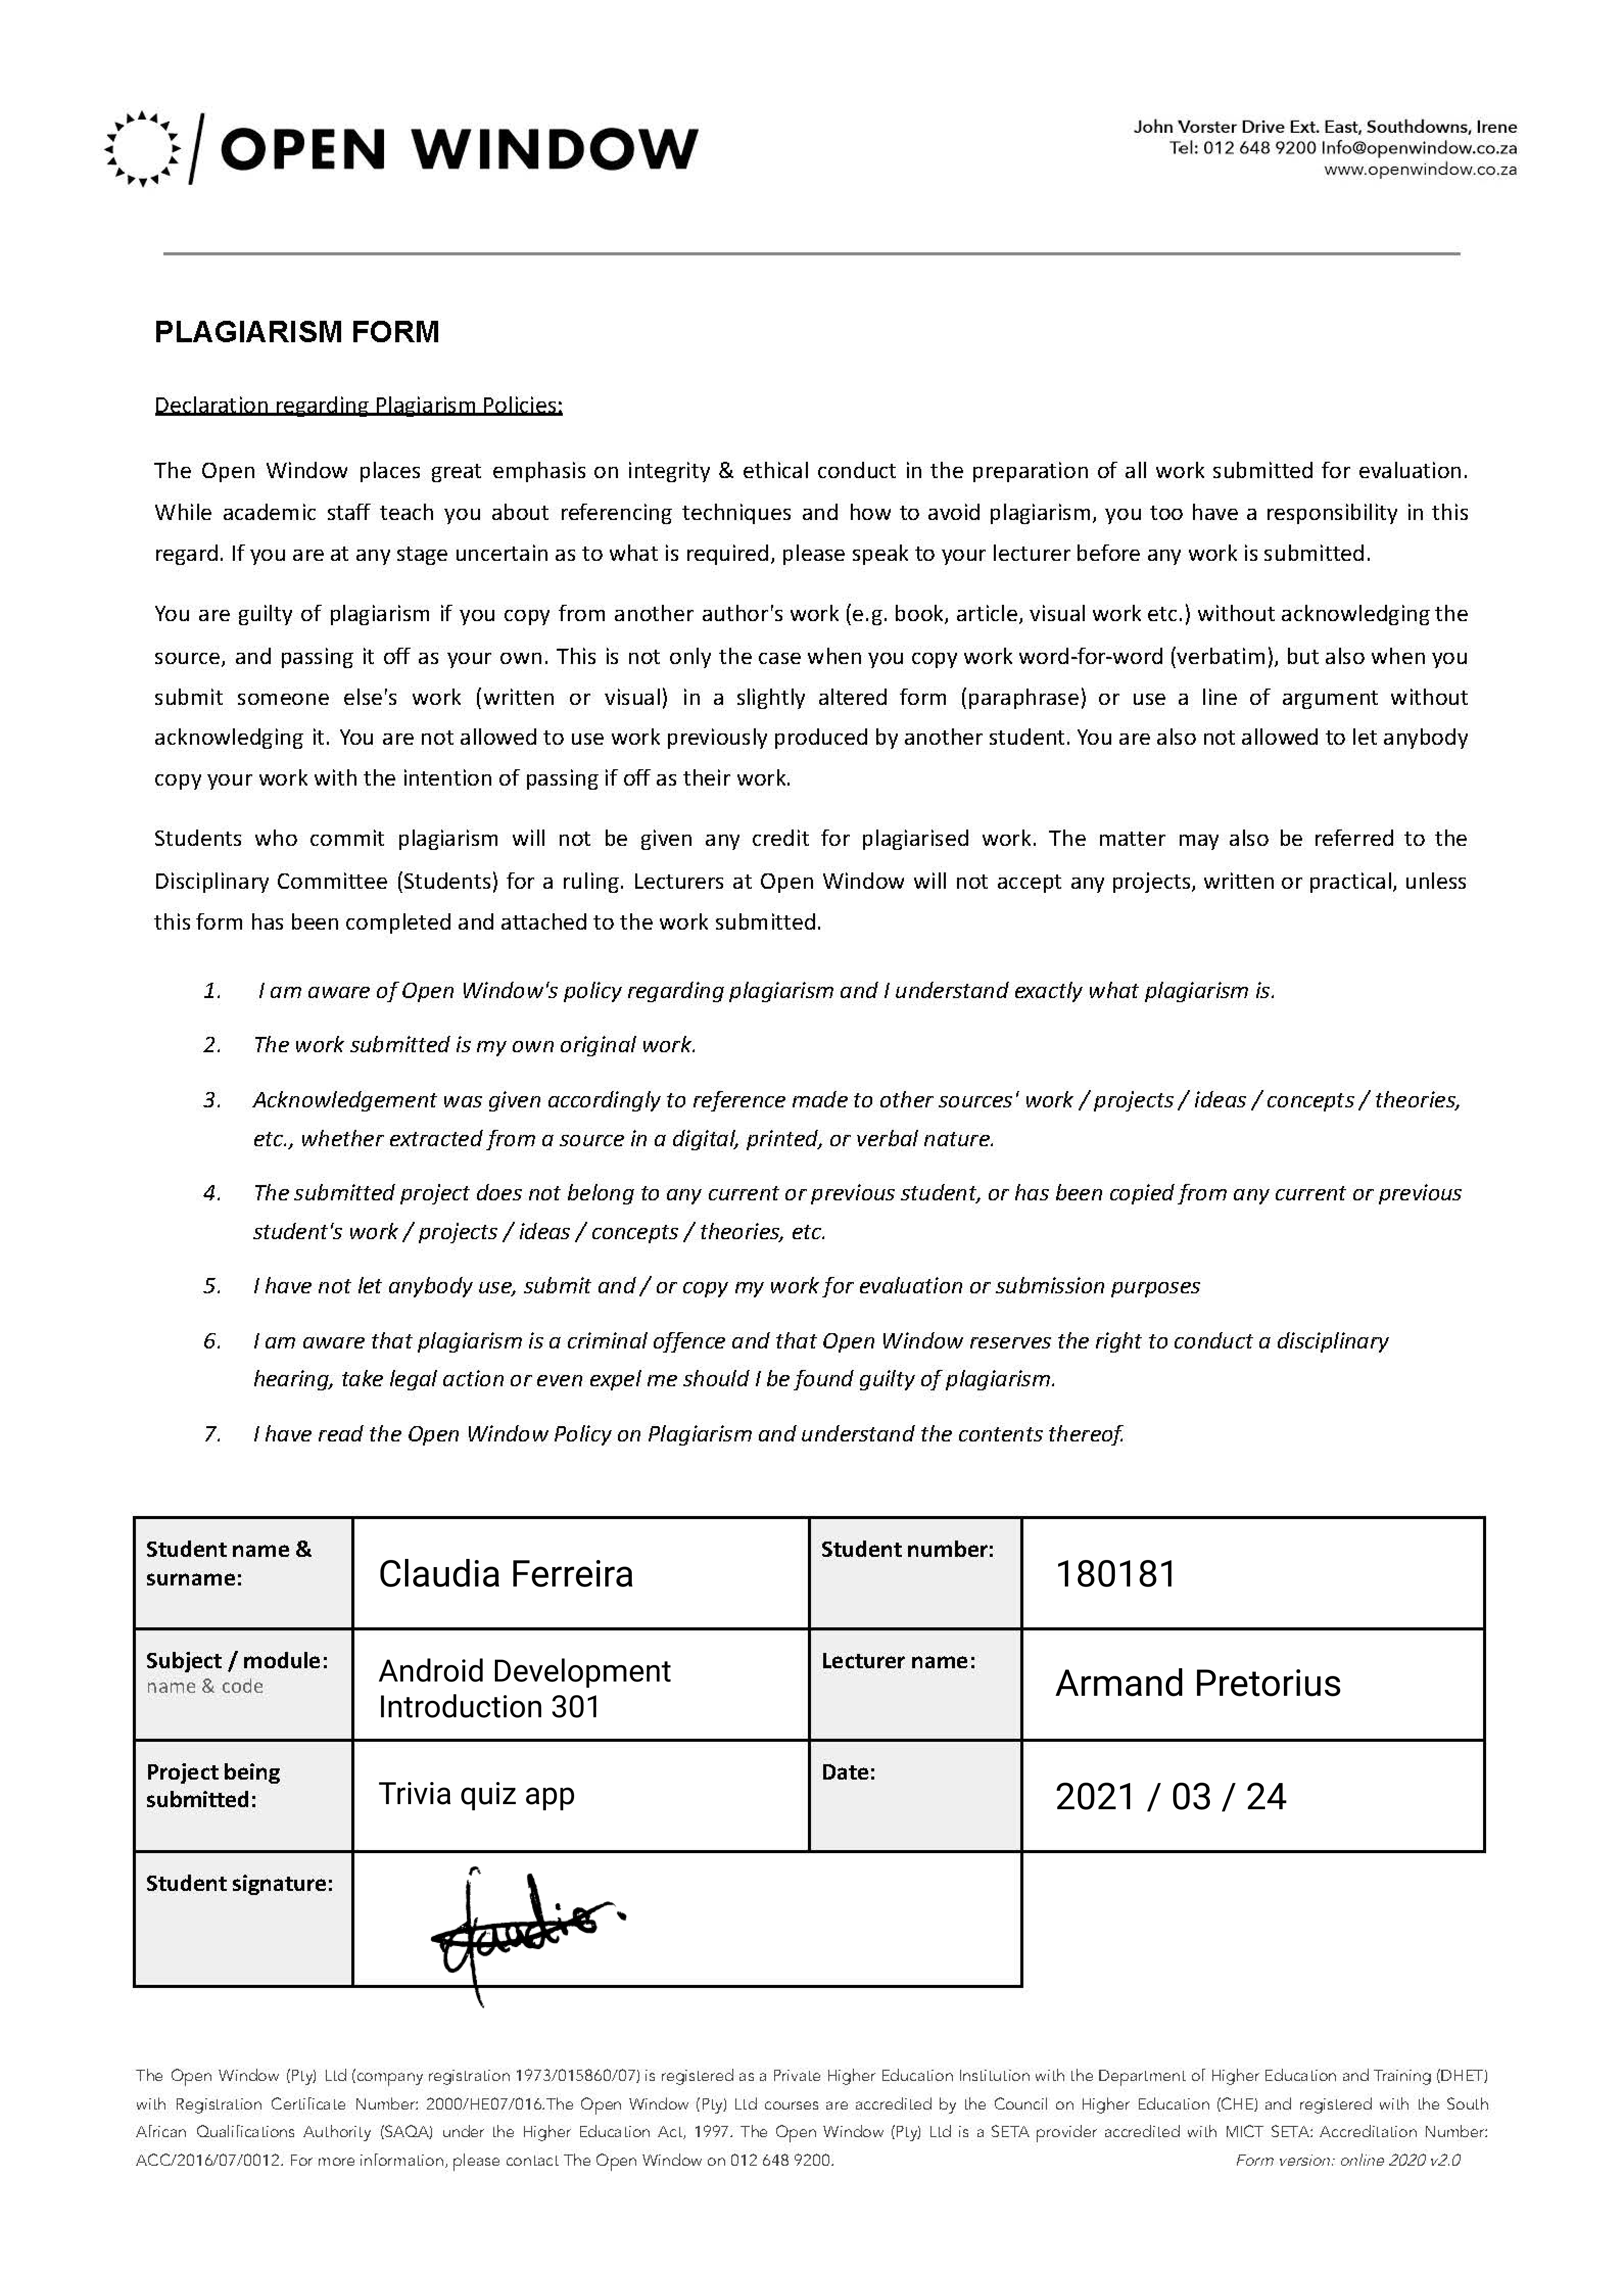 OPEN WINDOW
John Vorster Drive Ext. East, Southdowns, Irene
Tel: 012 648 9200 Info@openwindow.co.za
www.openwindow.co.za
PLAGIARISM FORM
Declaration regarding Plagiarism Policies:
The Open Window places great emphasis on integrity & ethical conduct in the preparation of all work submitted for evaluation.
While academic staff teach you about referencing techniques and how to avoid plagiarism, you too have a responsibility in this
regard. If you are at any stage uncertain as to what is required, please speak to your lecturer before any work is submitted.
You are guilty of plagiarism if you copy from another author's work (e.g. book, article, visual work etc.) without acknowledging the
source, and passing it off as your own. This is not only the case when you copy work word-for-word (verbatim), but also when you
submit someone else's work (written or visual) in a slightly altered form (paraphrase) or use a line of argument without
acknowledging it. You are not allowed to use work previously produced by another student. You are also not allowed to let anybody
copy your work with the intention of passing if off as their work.
Students who commit plagiarism will not be given any credit for plagiarised work. The matter may also be referred to the
Disciplinary Committee (Students) for a ruling. Lecturers at Open Window will not accept any projects, written or practical, unless
this form has been completed and attached to the work submitted.
1. I am aware of Open Window's policy regarding plagiarism and I understand exactly what plagiarism is.
2. The work submitted is my own original work.
3. Acknowledgement was given accordingly to reference made to other sources' work / projects / ideas / concepts / theories,
etc., whether extracted from a source in a digital, printed, or verbal nature.
4. The submitted project does not belong to any current or previous student, or has been copied from any current or previous
student's work / projects / ideas / concepts / theories, etc.
5. I have not let anybody use, submit and / or copy my work for evaluation or submission purposes
6. I am aware that plagiarism is a criminal offence and that Open Window reserves the right to conduct a disciplinary
hearing, take legal action or even expel me should I be found guilty of plagiarism.
7. I have read the Open Window Policy on Plagiarism and understand the contents thereof.
Student name &
surname:
Claudia Ferreira
Student number:
180181
Subject / module:
name & code
Android Development
Introduction 301
Lecturer name:
Armand Pretorius
Project being
submitted:
Trivia quiz app
Date:
2021 / 03 / 24
Student signature:
The Open Window (Pty) Ltd (company registration 1973/015860/07) is registered as a Private Higher Education Institution with the Department of Higher Education and Training (DHET)
with Registration Certificate Number: 2000/HE07/016.The Open Window (Pty) Ltd courses are accredited by the Council on Higher Education (CHE) and registered with the South
African Qualifications Authority (SAQA) under the Higher Education Act, 1997. The Open Window (Pty) Ltd is a SETA provider accredited with MICT SETA: Accreditation Number:
ACC/2016/07/0012. For more information, please contact The Open Window on 012 648 9200.
Form version: online 2020 v2.0